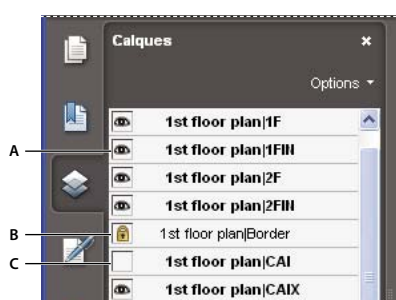 Calques
Options
1st floor plan|1F
A
1st floor plan|1FIN
1st floor plan|2F
1st floor plan|2FIN
B
1st floor plan|Border
C
1st floor plan|CAI
1st floor plan|CAIX